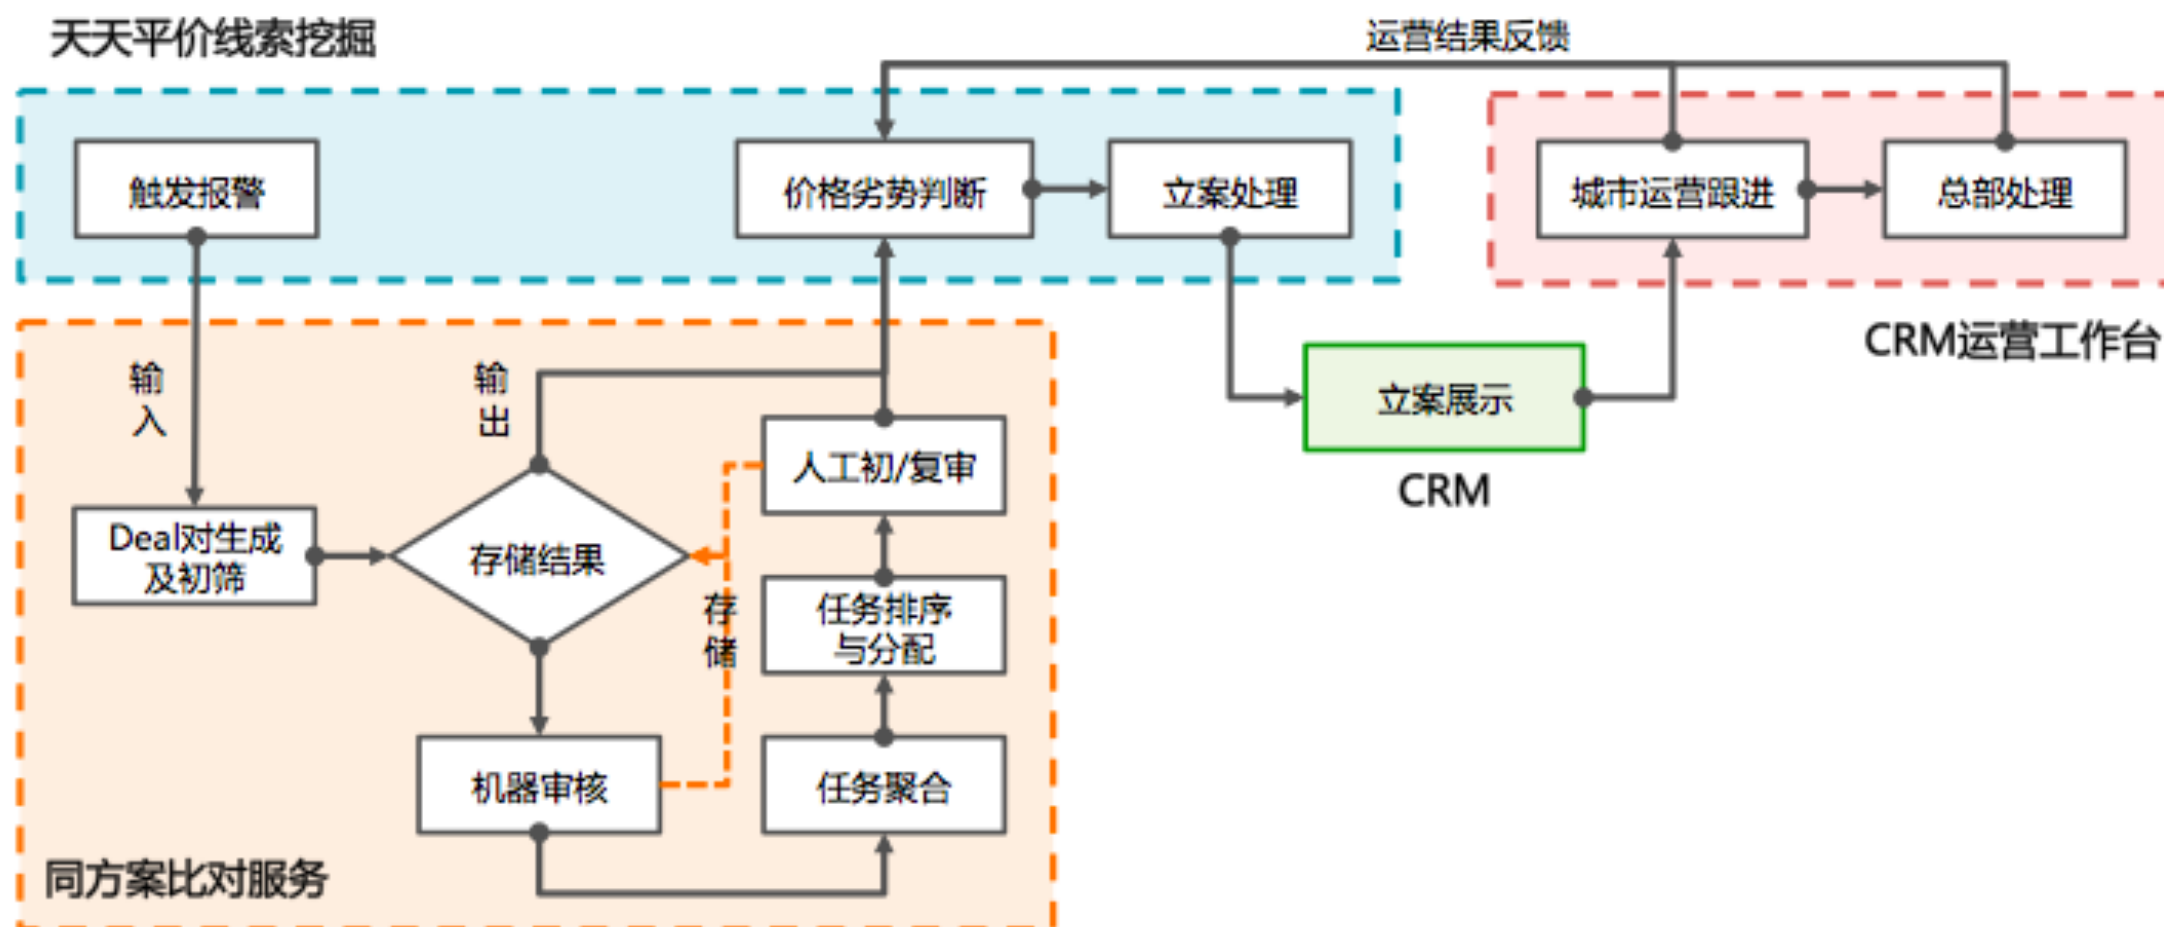 天天平价线索挖掘
运营结果反馈
触发报警
价格劣势判断
立案处理
城市运营跟进
总部处理
CRM运营工作台
输
入
输
出
立案展示
人工初/复审
CRM
Deal对生成
及初筛
存储结果
存
储
任务排序
与分配
机器审核
任务聚合
同方案比对服务